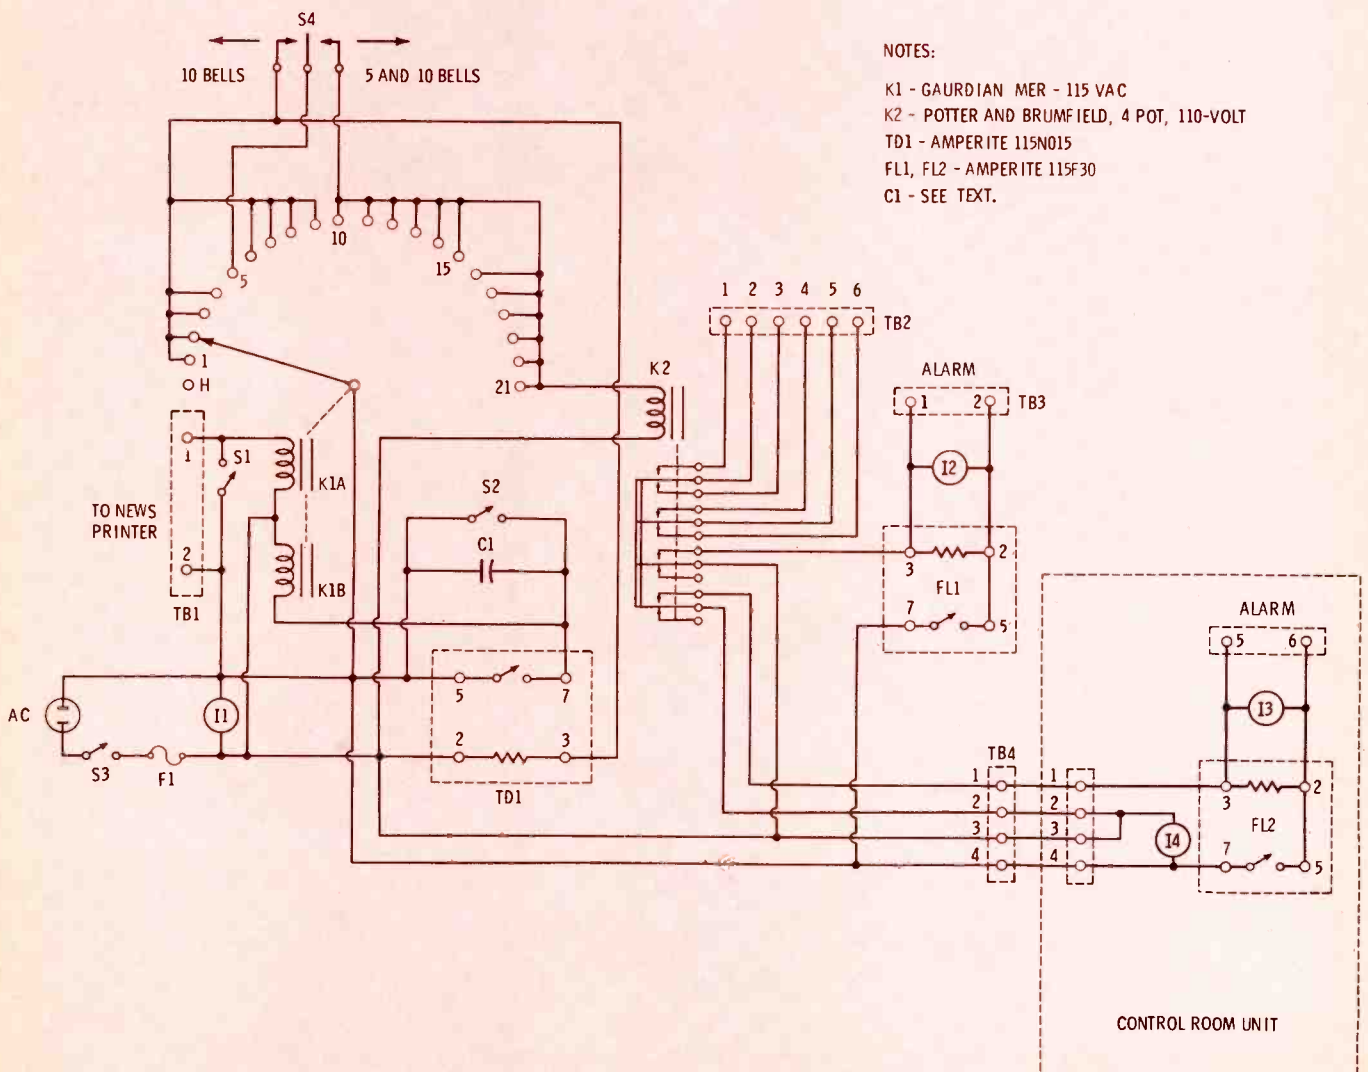 S4
10 BELLS
5 AND 10 BELLS
NOTES:
K1 - GAURDIAN MER - 115 VAC
K2 - POTTER AND BRUMFIELD, 4 POT, 110-VOLT
TD1 - AMPERITE 115N015
FL1, FL2 - AMPERITE 115F30
C1 - SEE TEXT.
10
15
5
1
H
21
K2
1 2 3 4 5 6
TB2
ALARM
1 2
TB3
I2
3 2
FL1
7 5
1
S1
K1A
TO NEWS
PRINTER
2
K1B
TB1
S2
C1
5 7
2 3
TD1
AC
I1
S3
F1
TB4
1 1
2 2
3 3
4 4
ALARM
5 6
I3
3 2
FL2
I4
7 5
CONTROL ROOM UNIT